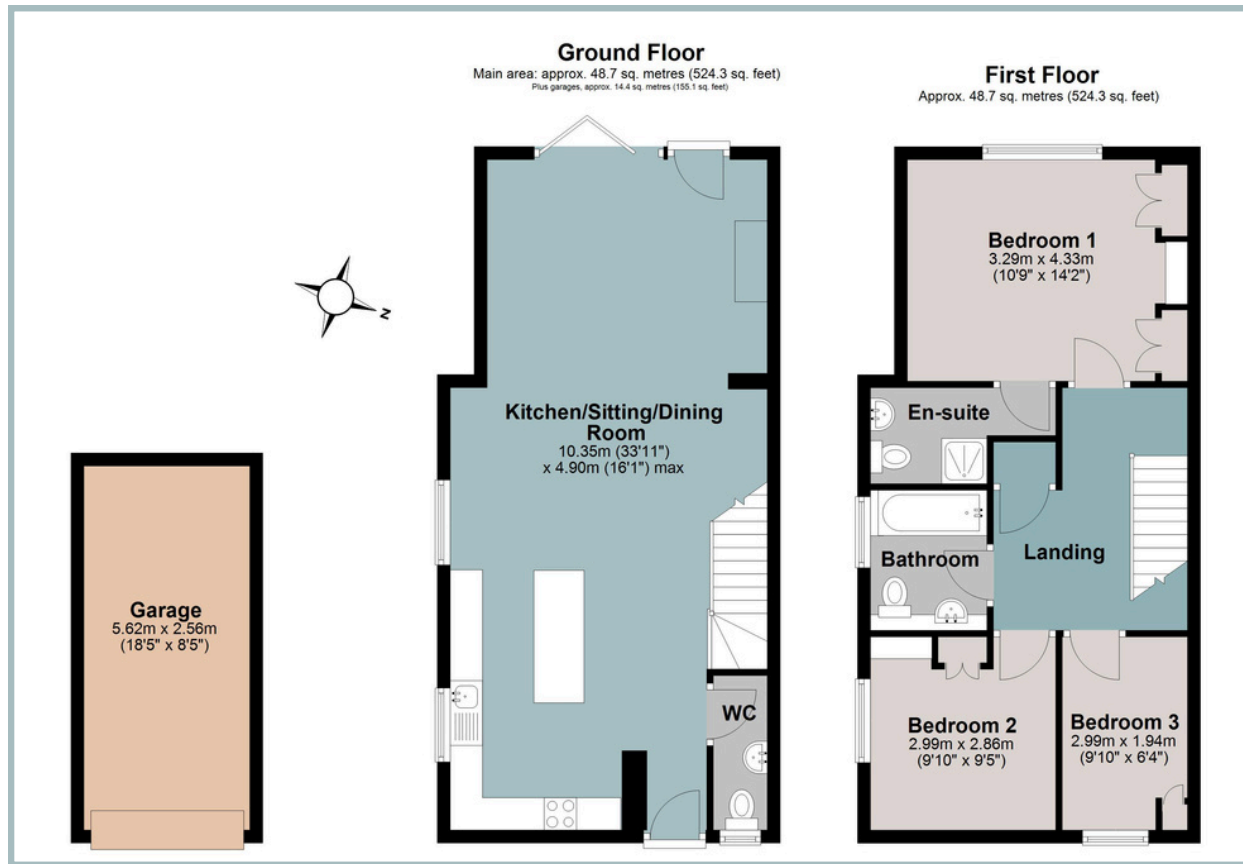 Ground Floor
Main area: approx. 48.7 sq. metres (524.3 sq. feet)
Plus garages, approx. 14.4 sq. metres (155.1 sq. feet)
First Floor
Approx. 48.7 sq. metres (524.3 sq. feet)
N
Garage
5.62m x 2.56m
(18'5" x 8'5")
Kitchen/Sitting/Dining
Room
10.35m (33'11")
x 4.90m (16'1") max
WC
Bedroom 1
3.29m x 4.33m
(10'9" x 14'2")
En-suite
Bathroom
Landing
Bedroom 2
2.99m x 2.86m
(9'10" x 9'5")
Bedroom 3
2.99m x 1.94m
(9'10" x 6'4")